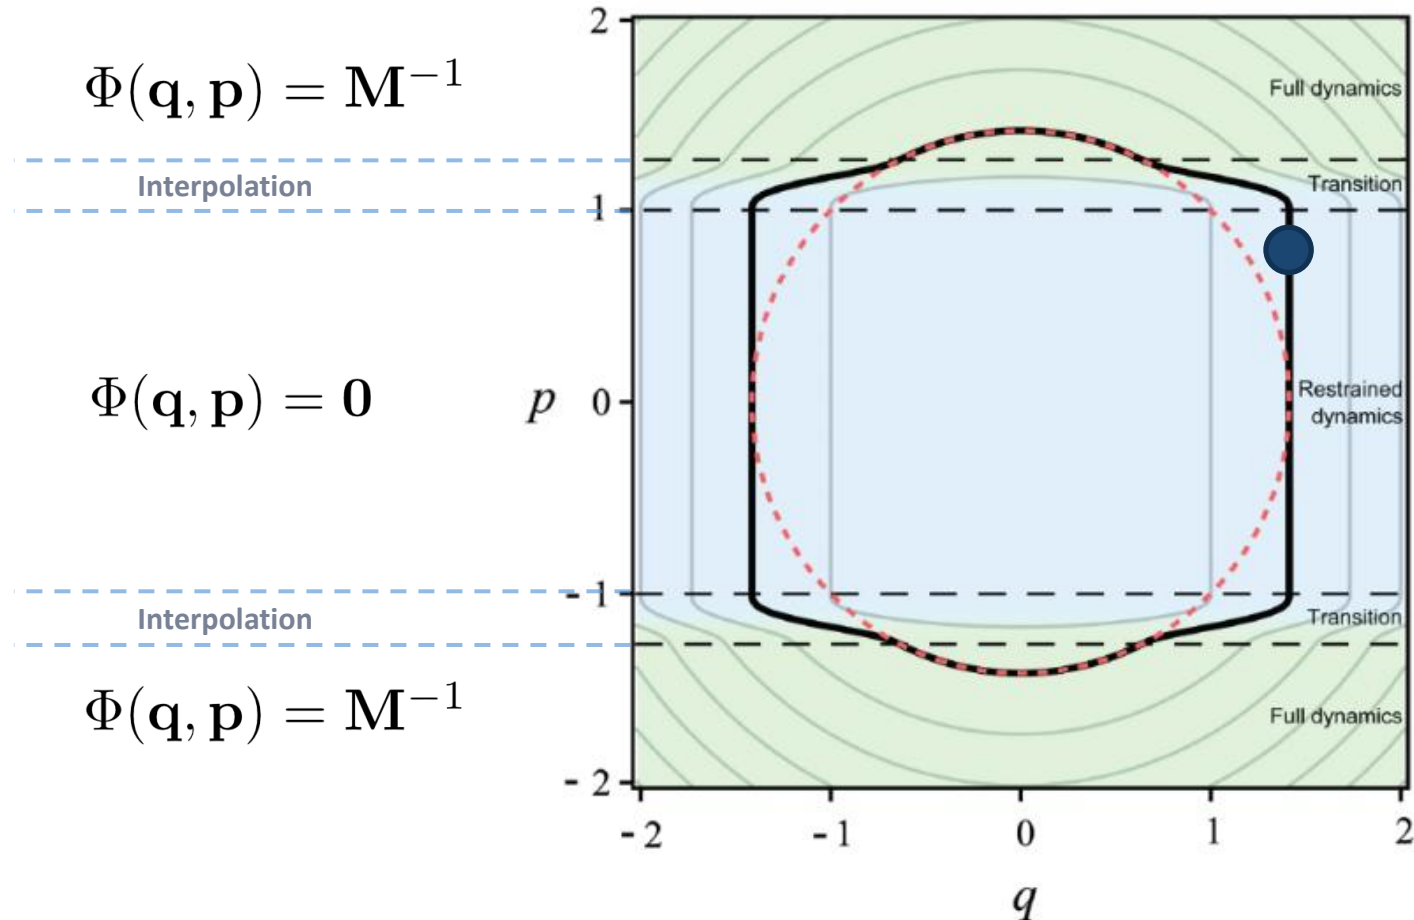 2
Φ(q, p) = M⁻¹
Full dynamics
Interpolation
Transition
1
Φ(q, p) = 0
p
0
Restrained
dynamics
- 1
Interpolation
Transition
Φ(q, p) = M⁻¹
Full dynamics
- 2
-2 -1 0 1 2
q